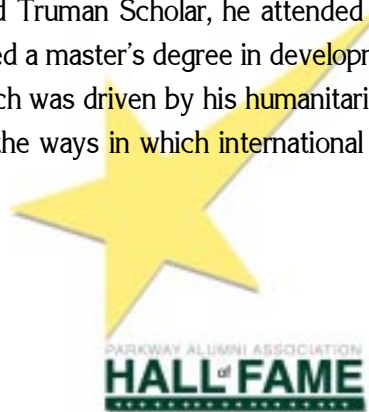 d Truman Scholar, he attended
ed a master's degree in developm
ch was driven by his humanitari
the ways in which international
PARKWAY ALUMNI ASSOCIATION
HALL of FAME